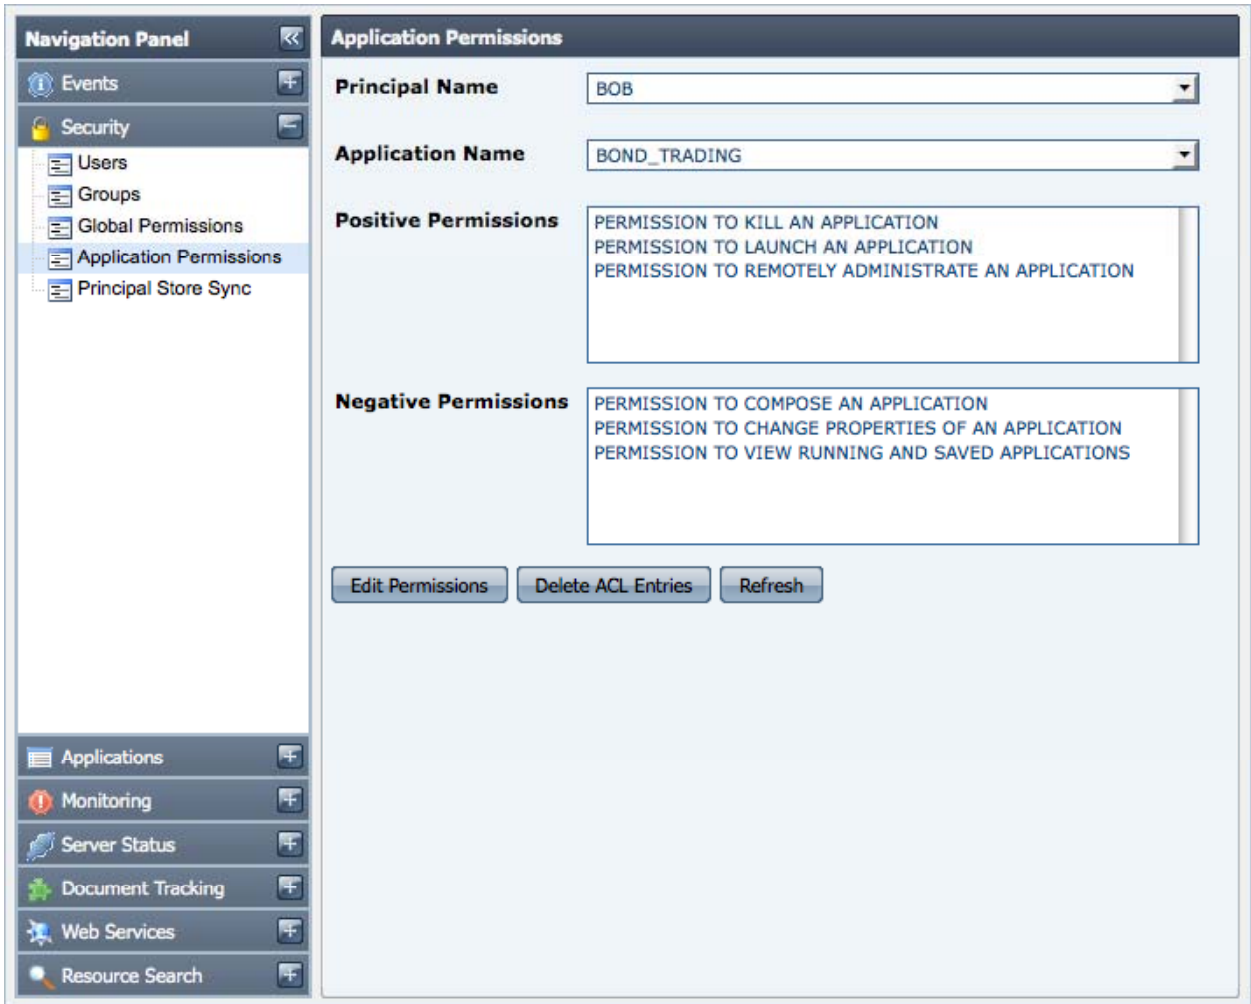 Navigation Panel
Events
Security
Users
Groups
Global Permissions
Application Permissions
Principal Store Sync
Applications
Monitoring
Server Status
Document Tracking
Web Services
Resource Search
Application Permissions
Principal Name
BOB
Application Name
BOND_TRADING
Positive Permissions
PERMISSION TO KILL AN APPLICATION
PERMISSION TO LAUNCH AN APPLICATION
PERMISSION TO REMOTELY ADMINISTRATE AN APPLICATION
Negative Permissions
PERMISSION TO COMPOSE AN APPLICATION
PERMISSION TO CHANGE PROPERTIES OF AN APPLICATION
PERMISSION TO VIEW RUNNING AND SAVED APPLICATIONS
Edit Permissions Delete ACL Entries Refresh